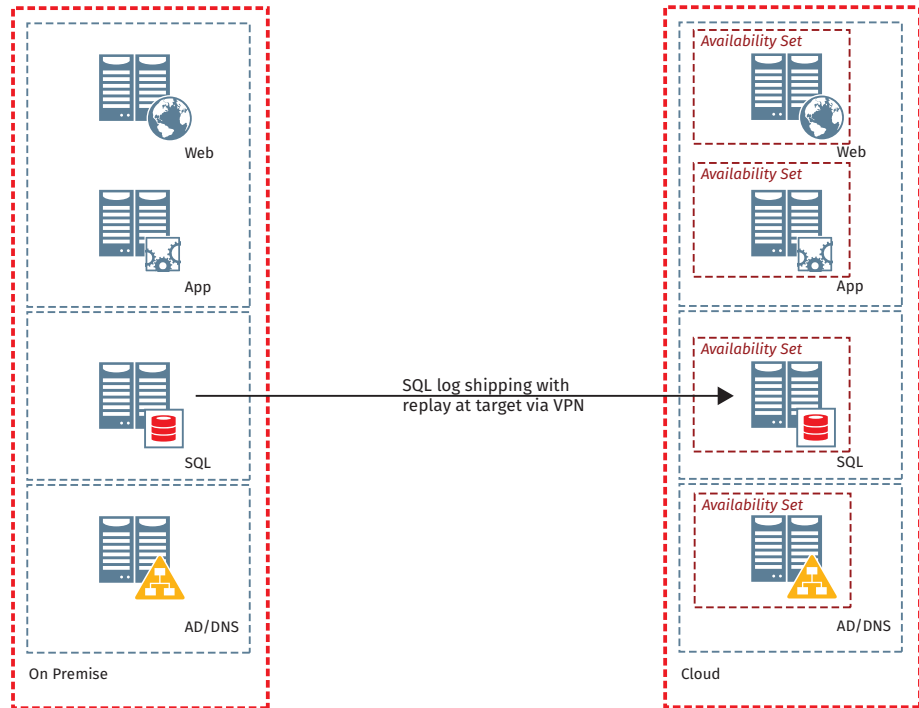 Web
App
SQL
AD/DNS
On Premise
SQL log shipping with
replay at target via VPN
Availability Set
Web
Availability Set
App
Availability Set
SQL
Availability Set
AD/DNS
Cloud